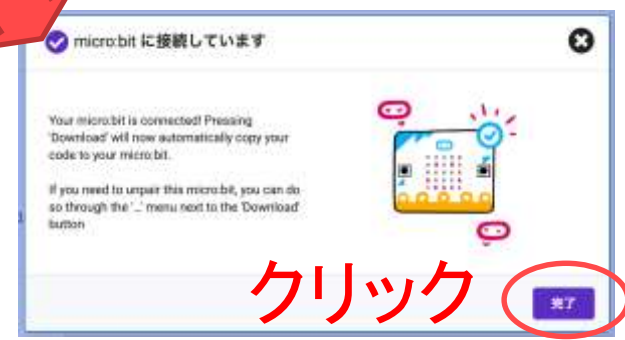 micro:bit に接続しています
Your micro:bit is connected! Pressing
'Download' will now automatically copy your
code to your micro:bit.
If you need to unpair this micro:bit, you can do
so through the '...' menu next to the 'Download'
button
クリック
完了